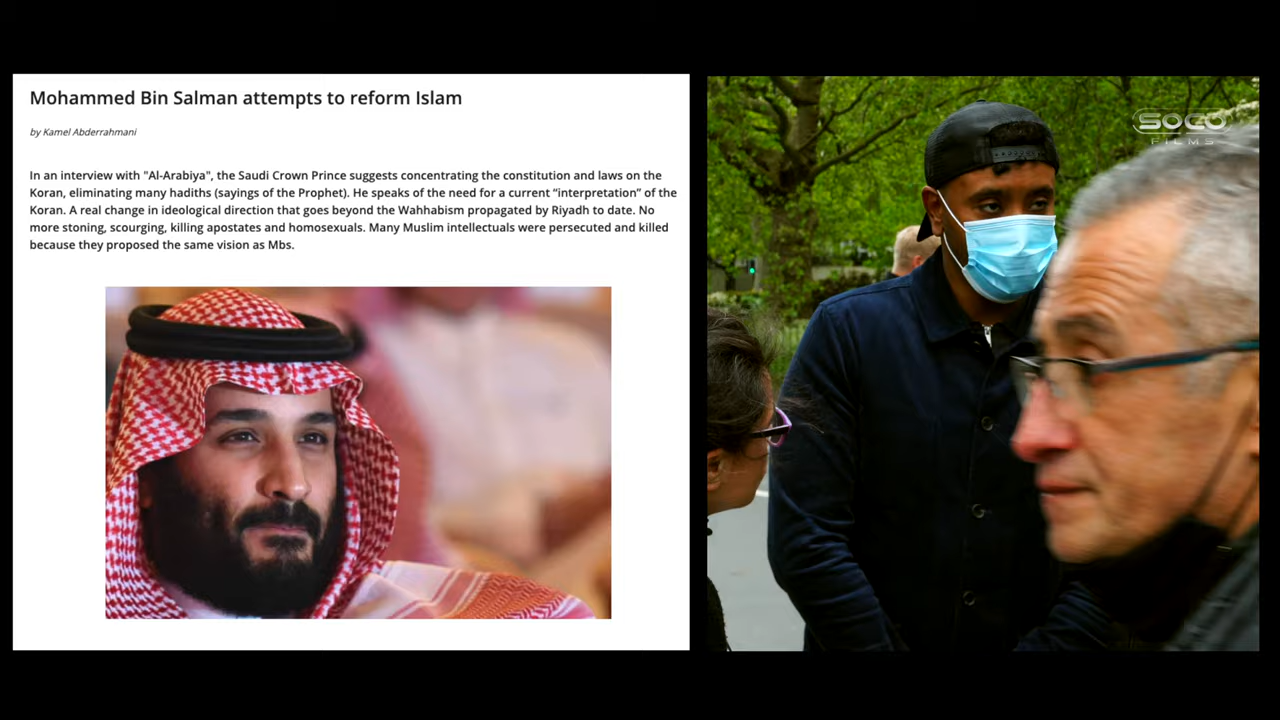 Mohammed Bin Salman attempts to reform Islam
by Kamel Abderrahmani
In an interview with "Al-Arabiya", the Saudi Crown Prince suggests concentrating the constitution and laws on the
Koran, eliminating many hadiths (sayings of the Prophet). He speaks of the need for a current “interpretation” of the
Koran. A real change in ideological direction that goes beyond the Wahhabism propagated by Riyadh to date. No
more stoning, scourging, killing apostates and homosexuals. Many Muslim intellectuals were persecuted and killed
because they proposed the same vision as Mbs.
SOCO
FILMS